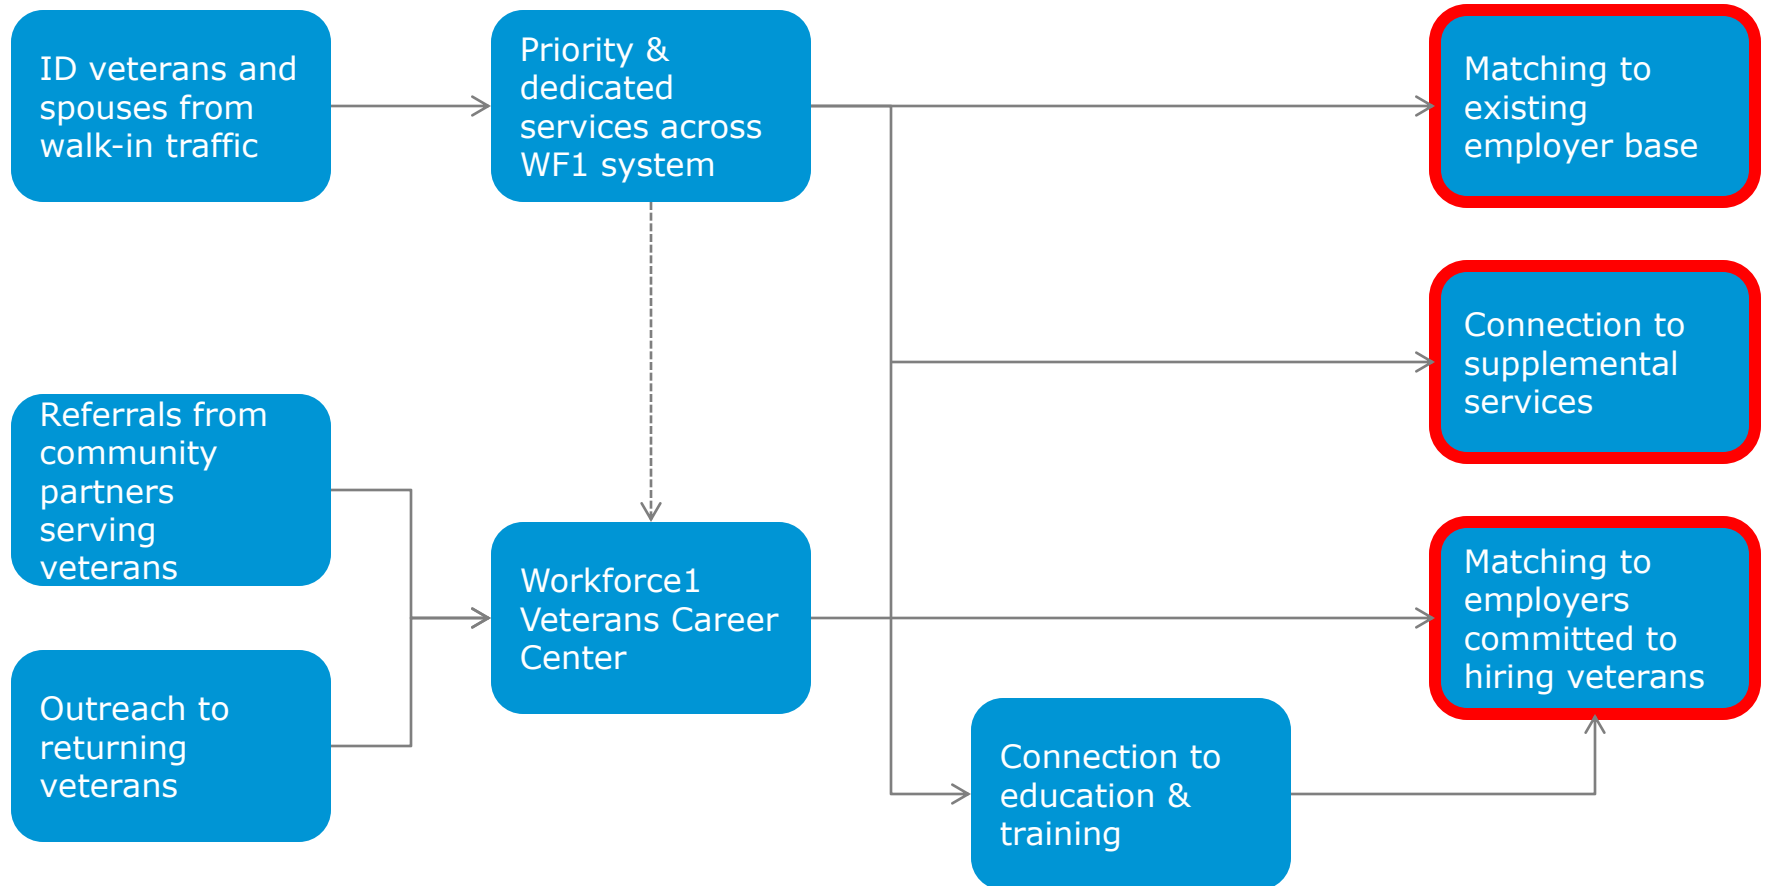 ID veterans and
spouses from
walk-in traffic
Priority &
dedicated
services across
WF1 system
Matching to
existing
employer base
Connection to
supplemental
services
Referrals from
community
partners
serving
veterans
Workforce1
Veterans Career
Center
Matching to
employers
committed to
hiring veterans
Outreach to
returning
veterans
Connection to
education &
training